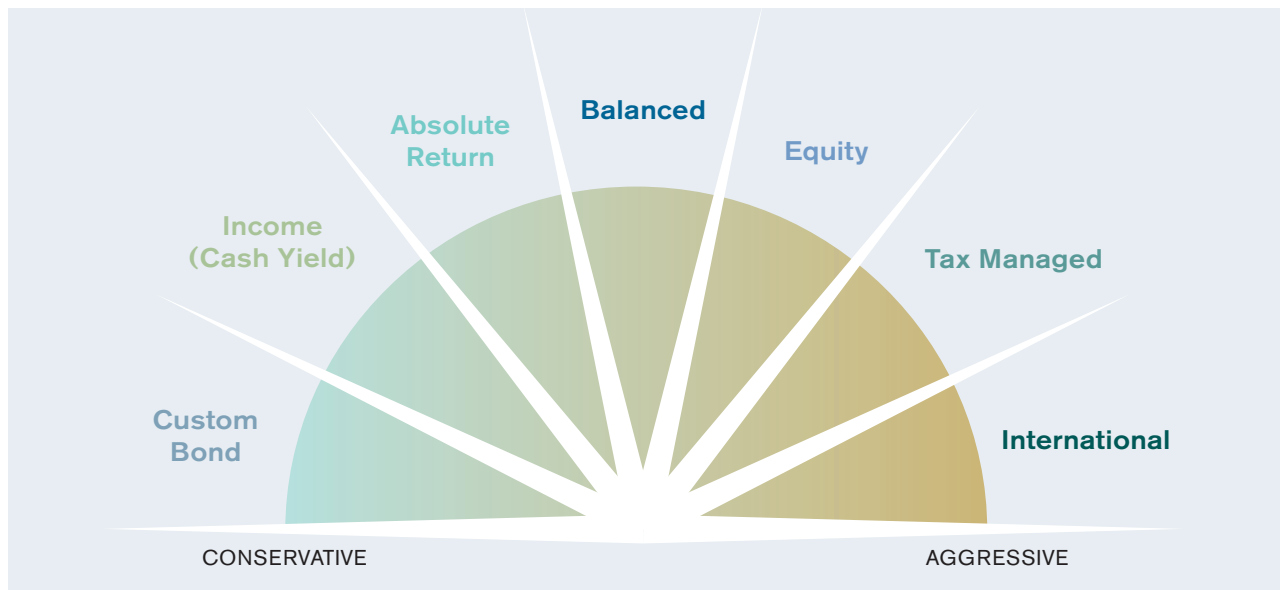 Balanced
Absolute
Return
Equity
Income
(Cash Yield)
Tax Managed
Custom
Bond
International
CONSERVATIVE
AGGRESSIVE